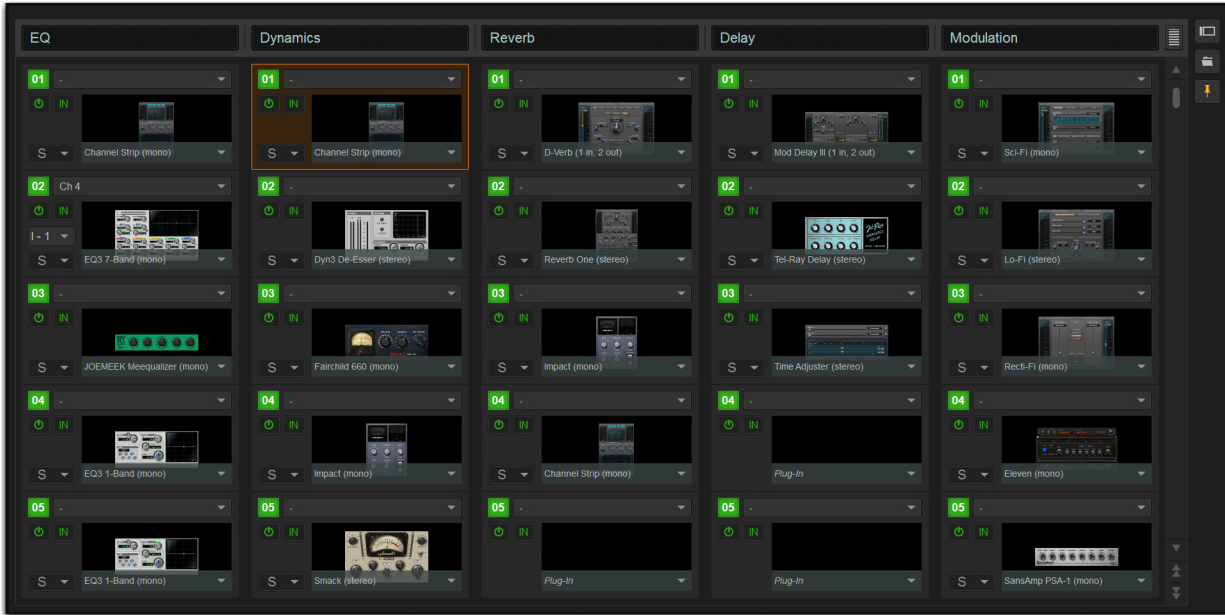 EQ
Dynamics
Reverb
Delay
Modulation
01 -
01 -
01 -
01 -
01 -
IN
IN
IN
IN
IN
S Channel Strip (mono)
S Channel Strip (mono)
S D-Verb (1 in, 2 out)
S Mod Delay III (1 in, 2 out)
S Sci-Fi (mono)
02 Ch 4
02 -
02 -
02 -
02 -
IN
IN
IN
IN
IN
I - 1
S EQ3 7-Band (mono)
S Dyn3 De-Esser (stereo)
S Reverb One (stereo)
S Tel-Ray Delay (stereo)
S Lo-Fi (stereo)
03 -
03 -
03 -
03 -
03 -
IN
IN
IN
IN
IN
S JOEMEEK Meequalizer (mono)
S Fairchild 660 (mono)
S Impact (mono)
S Time Adjuster (stereo)
S Recti-Fi (mono)
04 -
04 -
04 -
04 -
04 -
IN
IN
IN
IN
IN
S EQ3 1-Band (mono)
S Impact (mono)
S Channel Strip (mono)
Plug-In
S Eleven (mono)
05 -
05 -
05 -
05 -
05 -
IN
IN
IN
IN
IN
S EQ3 1-Band (mono)
S Smack (stereo)
Plug-In
Plug-In
S SansAmp PSA-1 (mono)